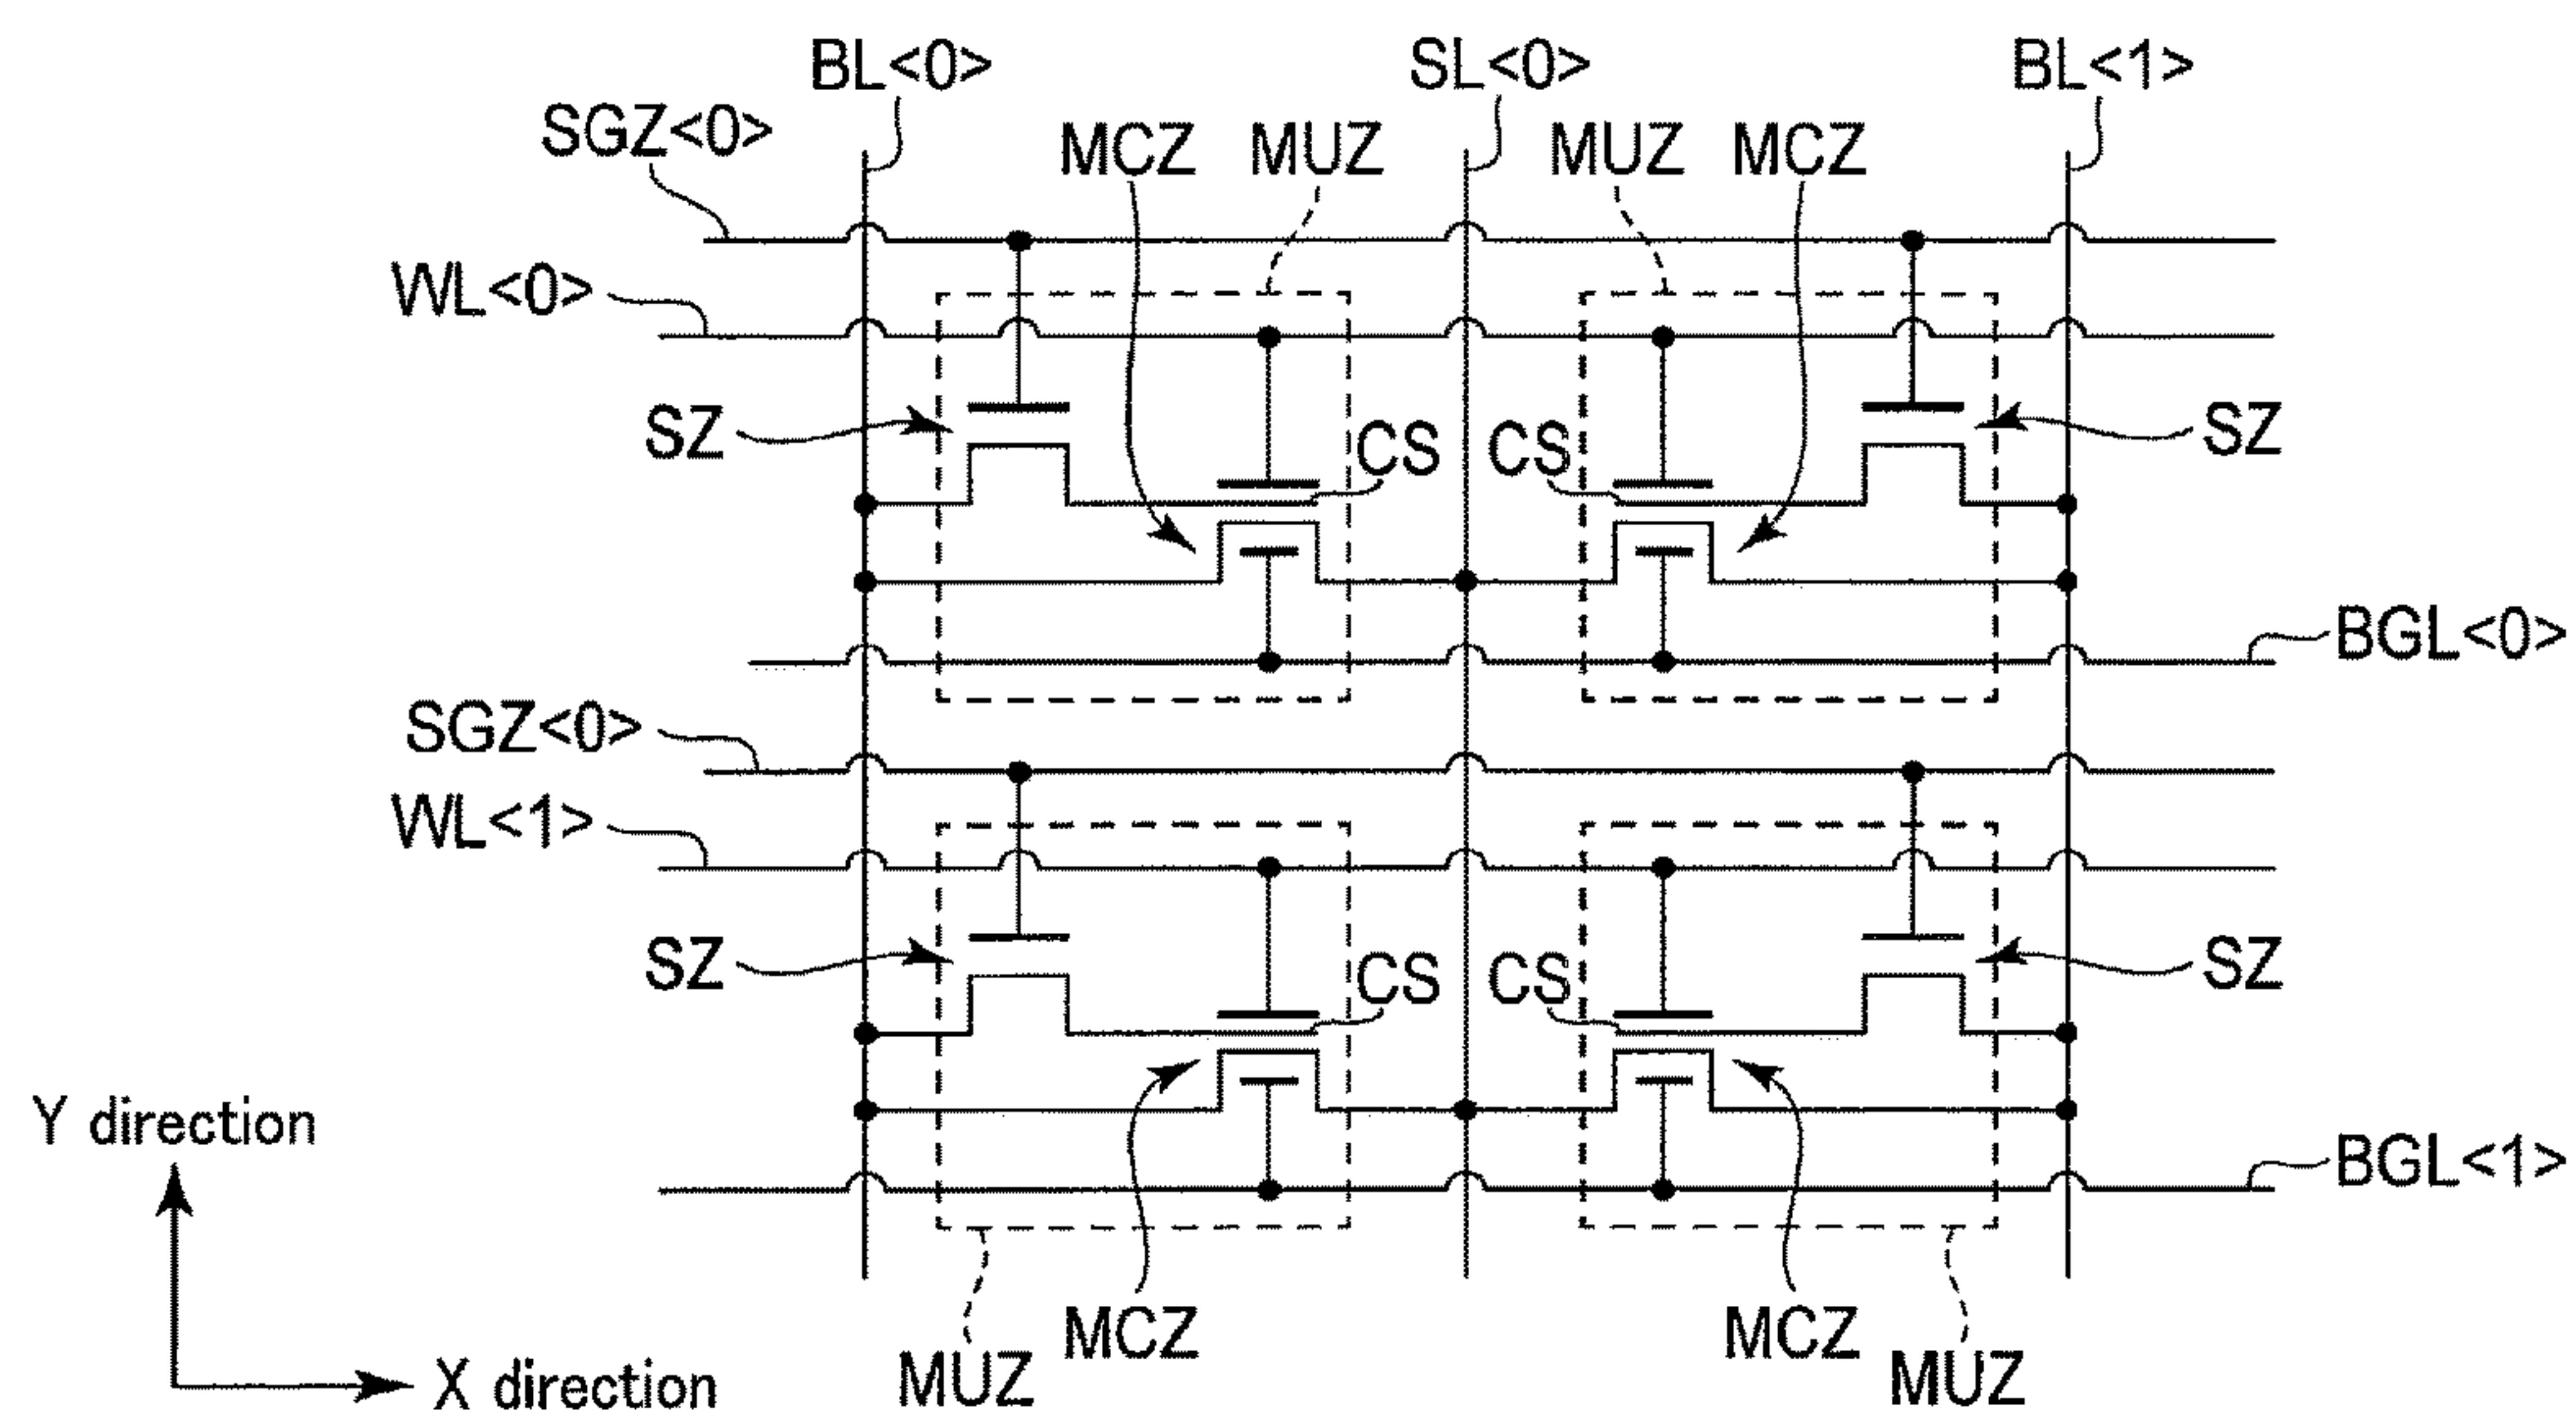 BL<0> SL<0> BL<1>
SGZ<0> MCZ MUZ MUZ MCZ
WL<0>
SZ CS CS SZ
BGL<0>
SGZ<0>
WL<1>
SZ CS CS SZ
Y direction
BGL<1>
MCZ MCZ
X direction MUZ MUZ